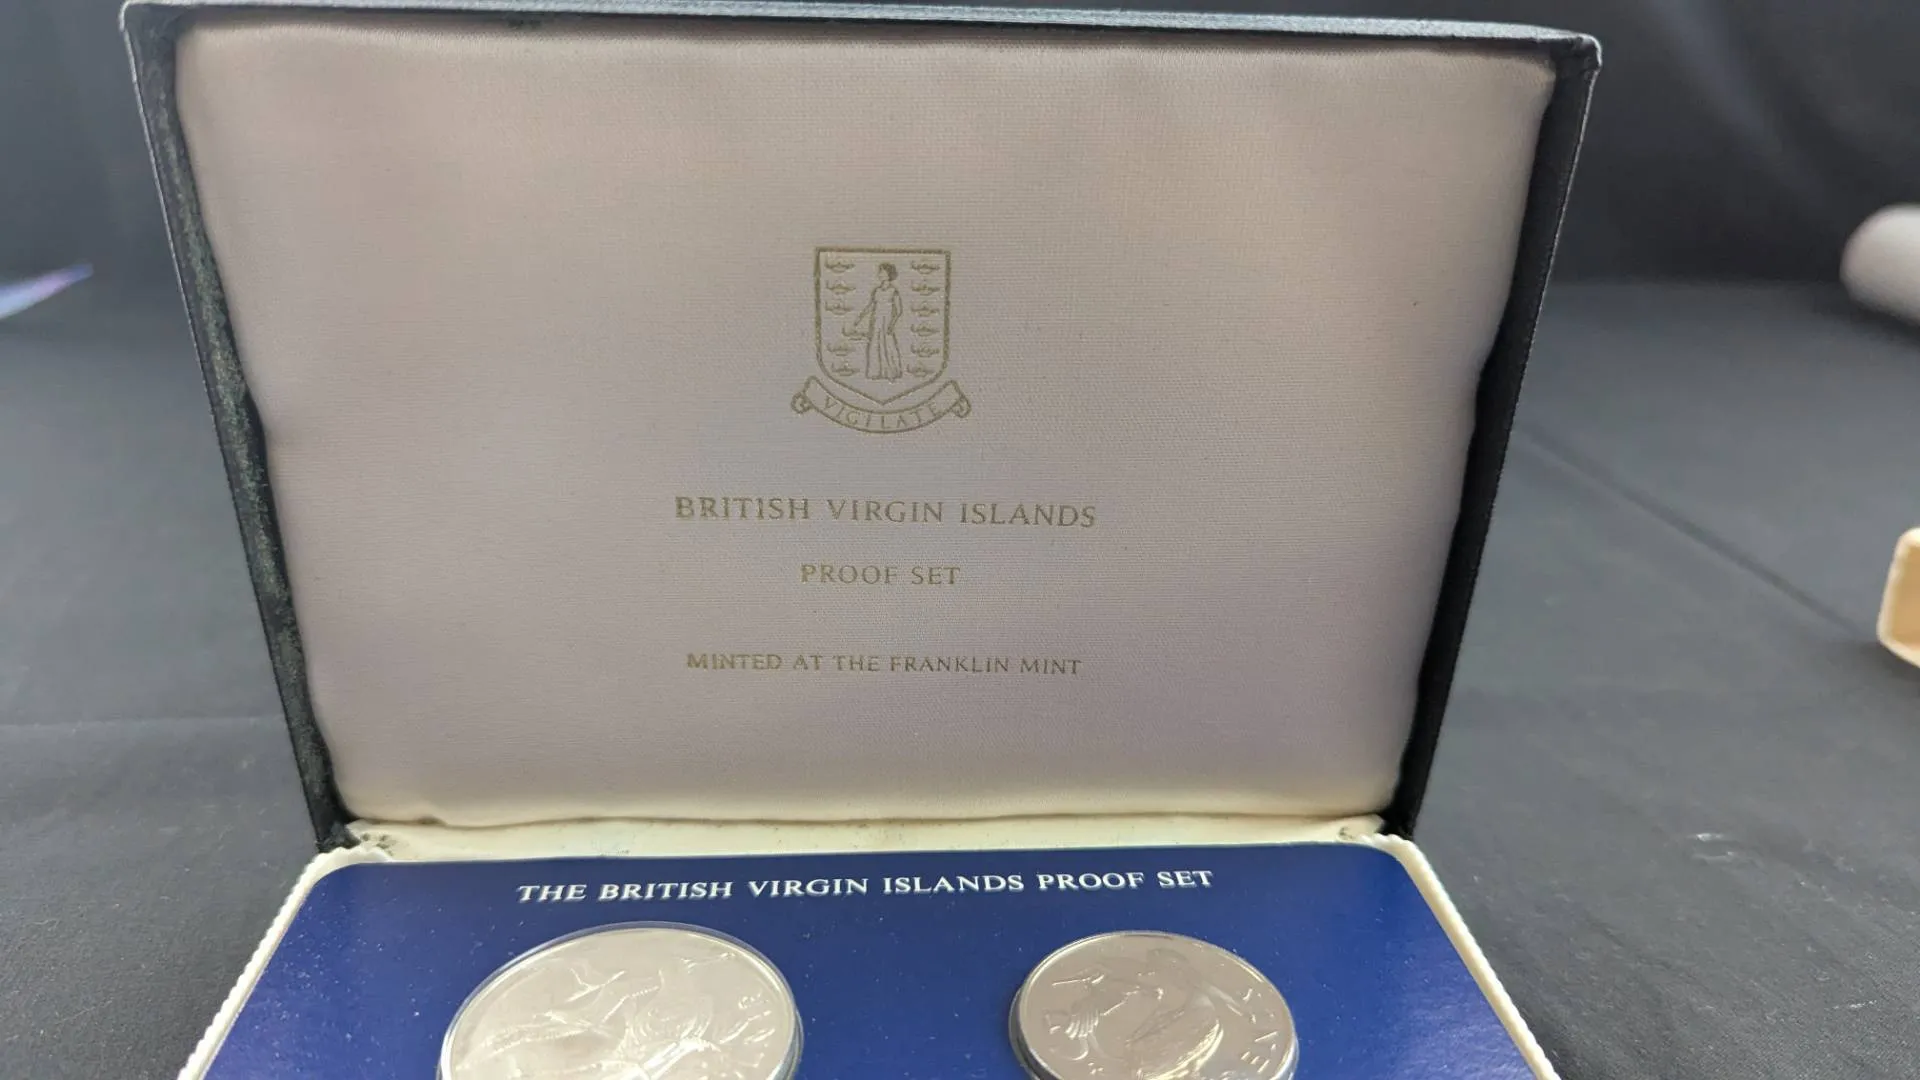 VIGILATE
BRITISH VIRGIN ISLANDS
PROOF SET
MINTED AT THE FRANKLIN MINT
THE BRITISH VIRGIN ISLANDS PROOF SET